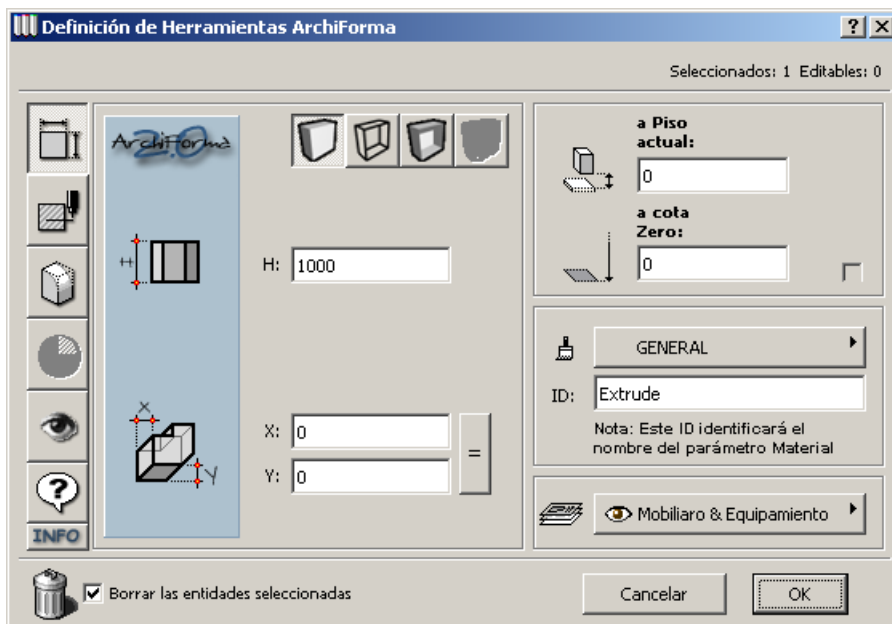 Definición de Herramientas ArchiForma
Seleccionados: 1 Editables: 0
ArchiForma
2.0
H
H: 1000
X
Y
X: 0
Y: 0
=
INFO
a Piso
actual:
0
a cota
Zero:
0
GENERAL
ID: Extrude
Nota: Este ID identificará el
nombre del parámetro Material
Mobiliaro & Equipamiento
Borrar las entidades seleccionadas
Cancelar
OK